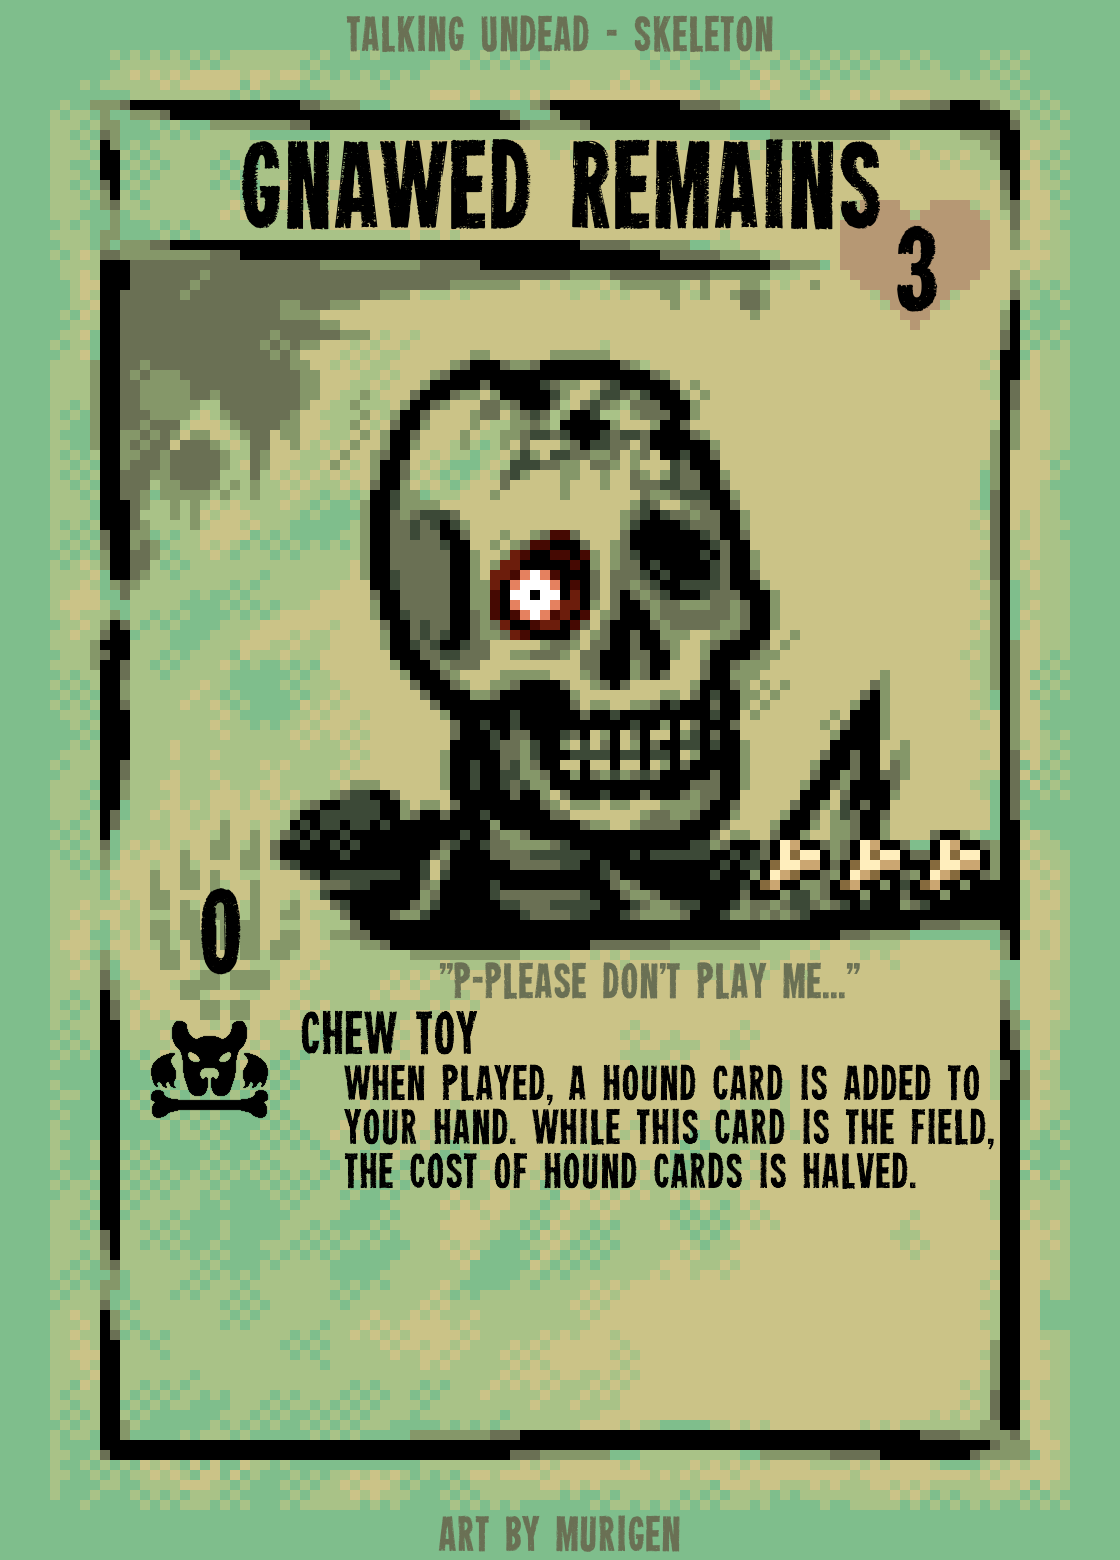 TALKING UNDEAD - SKELETON
GNAWED REMAINS
3
0
"P-PLEASE DON'T PLAY ME..."
CHEW TOY
WHEN PLAYED, A HOUND CARD IS ADDED TO
YOUR HAND. WHILE THIS CARD IS THE FIELD,
THE COST OF HOUND CARDS IS HALVED.
ART BY MURIGEN